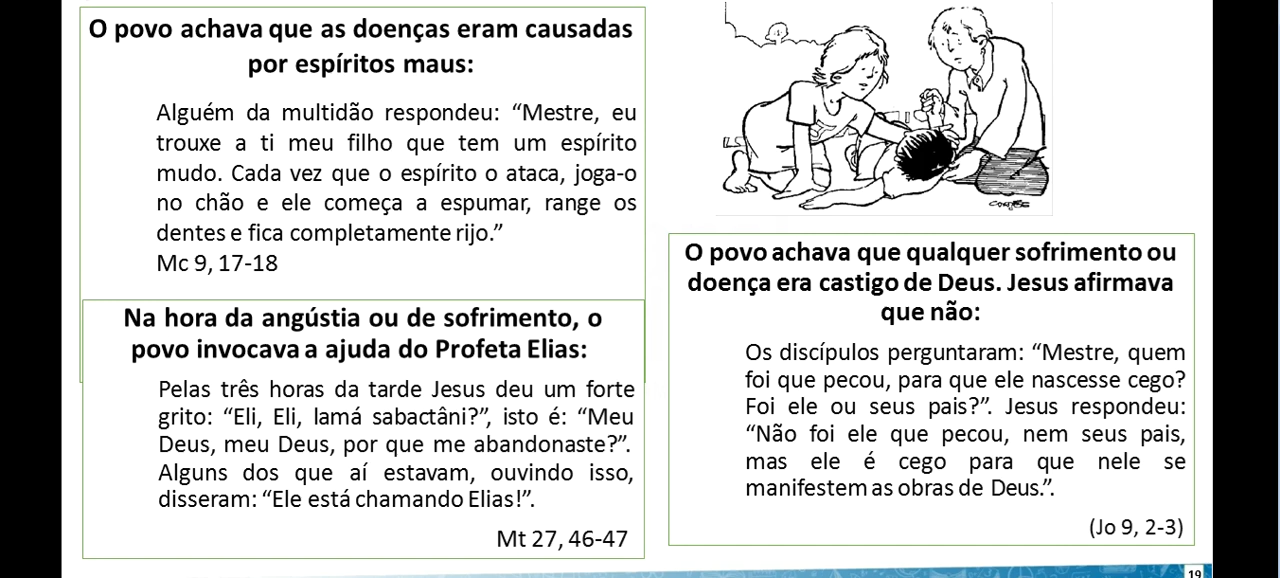 O povo achava que as doenças eram causadas
por espíritos maus:
Alguém da multidão respondeu: “Mestre, eu
trouxe a ti meu filho que tem um espírito
mudo. Cada vez que o espírito o ataca, joga-o
no chão e ele começa a espumar, range os
dentes e fica completamente rijo.”
Mc 9, 17-18
Na hora da angústia ou de sofrimento, o
povo invocava a ajuda do Profeta Elias:
Pelas três horas da tarde Jesus deu um forte
grito: “Eli, Eli, lamá sabactâni?”, isto é: “Meu
Deus, meu Deus, por que me abandonaste?”.
Alguns dos que aí estavam, ouvindo isso,
disseram: “Ele está chamando Elias!”.
Mt 27, 46-47
O povo achava que qualquer sofrimento ou
doença era castigo de Deus. Jesus afirmava
que não:
Os discípulos perguntaram: “Mestre, quem
foi que pecou, para que ele nascesse cego?
Foi ele ou seus pais?”. Jesus respondeu:
“Não foi ele que pecou, nem seus pais,
mas ele é cego para que nele se
manifestem as obras de Deus.”.
(Jo 9, 2-3)
19